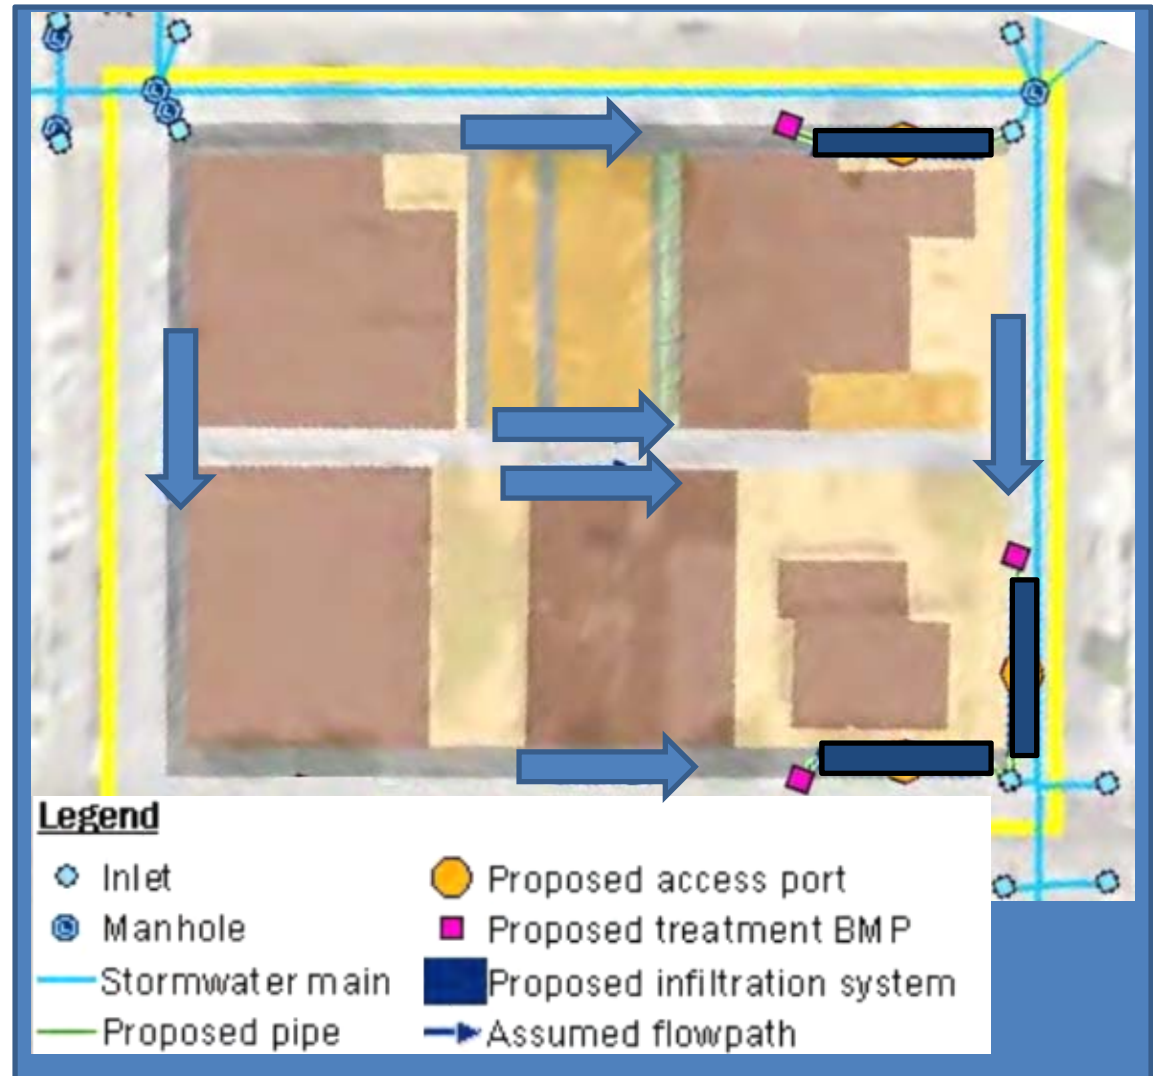 Legend
Inlet
Manhole
Stormwater main
Proposed pipe
Proposed access port
Proposed treatment BMP
Proposed infiltration system
Assumed flowpath